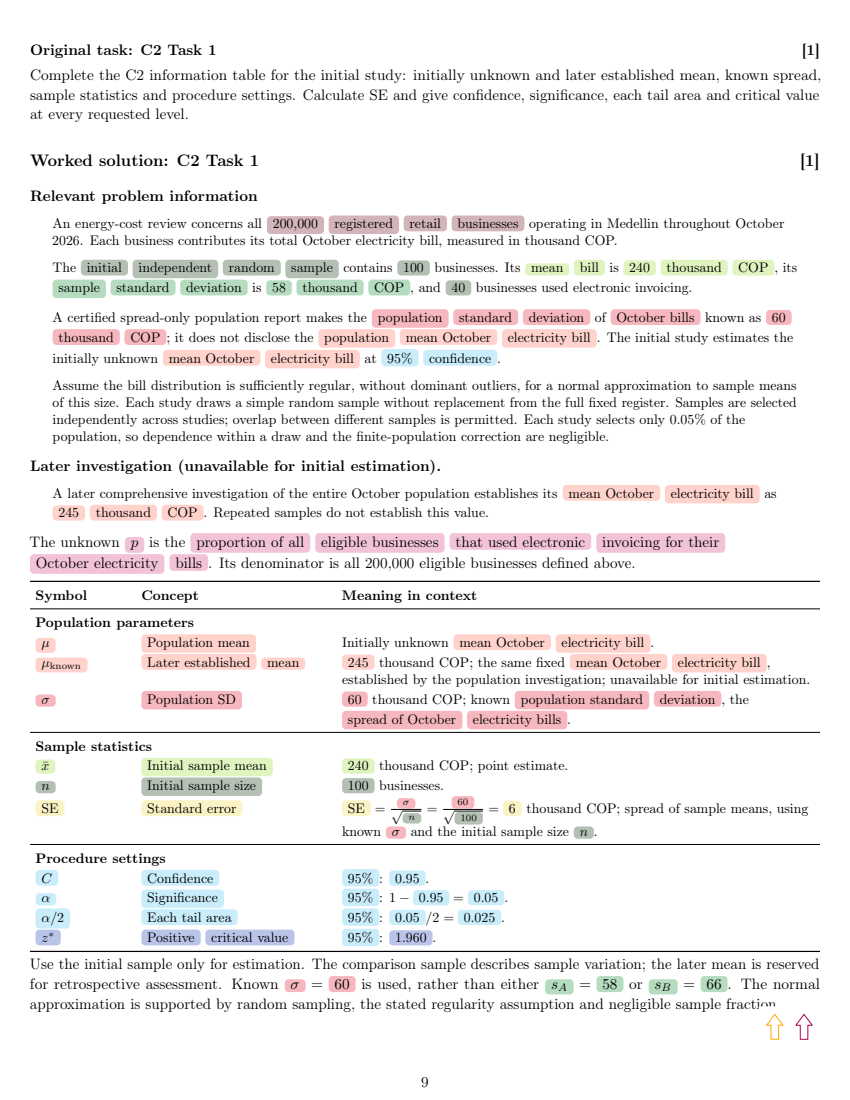 Original task: C2 Task 1 [1]
Complete the C2 information table for the initial study: initially unknown and later established mean, known spread,
sample statistics and procedure settings. Calculate SE and give confidence, significance, each tail area and critical value
at every requested level.
Worked solution: C2 Task 1 [1]
Relevant problem information
An energy-cost review concerns all 200,000 registered retail businesses operating in Medellin throughout October
2026. Each business contributes its total October electricity bill, measured in thousand COP.
The initial independent random sample contains 100 businesses. Its mean bill is 240 thousand COP, its
sample standard deviation is 58 thousand COP, and 40 businesses used electronic invoicing.
A certified spread-only population report makes the population standard deviation of October bills known as 60
thousand COP; it does not disclose the population mean October electricity bill. The initial study estimates the
initially unknown mean October electricity bill at 95% confidence.
Assume the bill distribution is sufficiently regular, without dominant outliers, for a normal approximation to sample means
of this size. Each study draws a simple random sample without replacement from the full fixed register. Samples are selected
independently across studies; overlap between different samples is permitted. Each study selects only 0.05% of the
population, so dependence within a draw and the finite-population correction are negligible.
Later investigation (unavailable for initial estimation).
A later comprehensive investigation of the entire October population establishes its mean October electricity bill as
245 thousand COP. Repeated samples do not establish this value.
The unknown p is the proportion of all eligible businesses that used electronic invoicing for their
October electricity bills. Its denominator is all 200,000 eligible businesses defined above.
Symbol Concept Meaning in context
Population parameters
μ Population mean Initially unknown mean October electricity bill.
μ_known Later established mean 245 thousand COP; the same fixed mean October electricity bill,
established by the population investigation; unavailable for initial estimation.
σ Population SD 60 thousand COP; known population standard deviation, the
spread of October electricity bills.
Sample statistics
x̄ Initial sample mean 240 thousand COP; point estimate.
n Initial sample size 100 businesses.
SE Standard error SE = σ/√n = 60/√100 = 6 thousand COP; spread of sample means, using
known σ and the initial sample size n.
Procedure settings
C Confidence 95%: 0.95.
α Significance 95%: 1 − 0.95 = 0.05.
α/2 Each tail area 95%: 0.05/2 = 0.025.
z* Positive critical value 95%: 1.960.
Use the initial sample only for estimation. The comparison sample describes sample variation; the later mean is reserved
for retrospective assessment. Known σ = 60 is used, rather than either s_A = 58 or s_B = 66. The normal
approximation is supported by random sampling, the stated regularity assumption and negligible sample fraction.
9